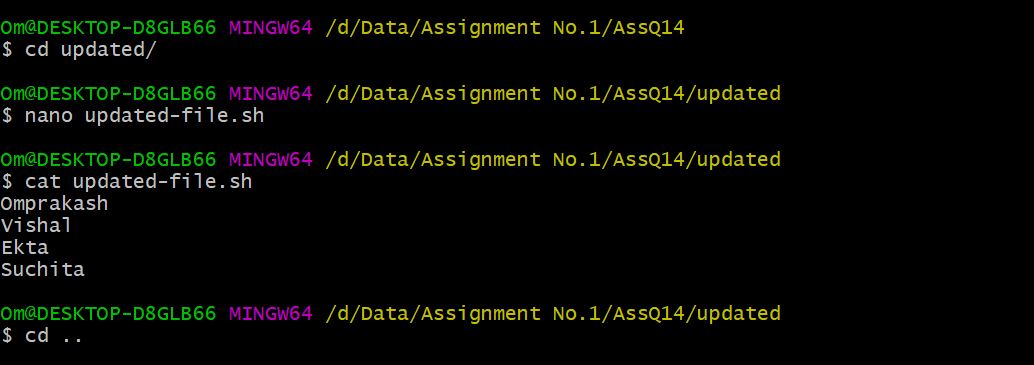 Om@DESKTOP-D8GLB66 MINGW64 /d/Data/Assignment No.1/AssQ14
$ cd updated/
Om@DESKTOP-D8GLB66 MINGW64 /d/Data/Assignment No.1/AssQ14/updated
$ nano updated-file.sh
Om@DESKTOP-D8GLB66 MINGW64 /d/Data/Assignment No.1/AssQ14/updated
$ cat updated-file.sh
Omprakash
Vishal
Ekta
Suchita
Om@DESKTOP-D8GLB66 MINGW64 /d/Data/Assignment No.1/AssQ14/updated
$ cd ..